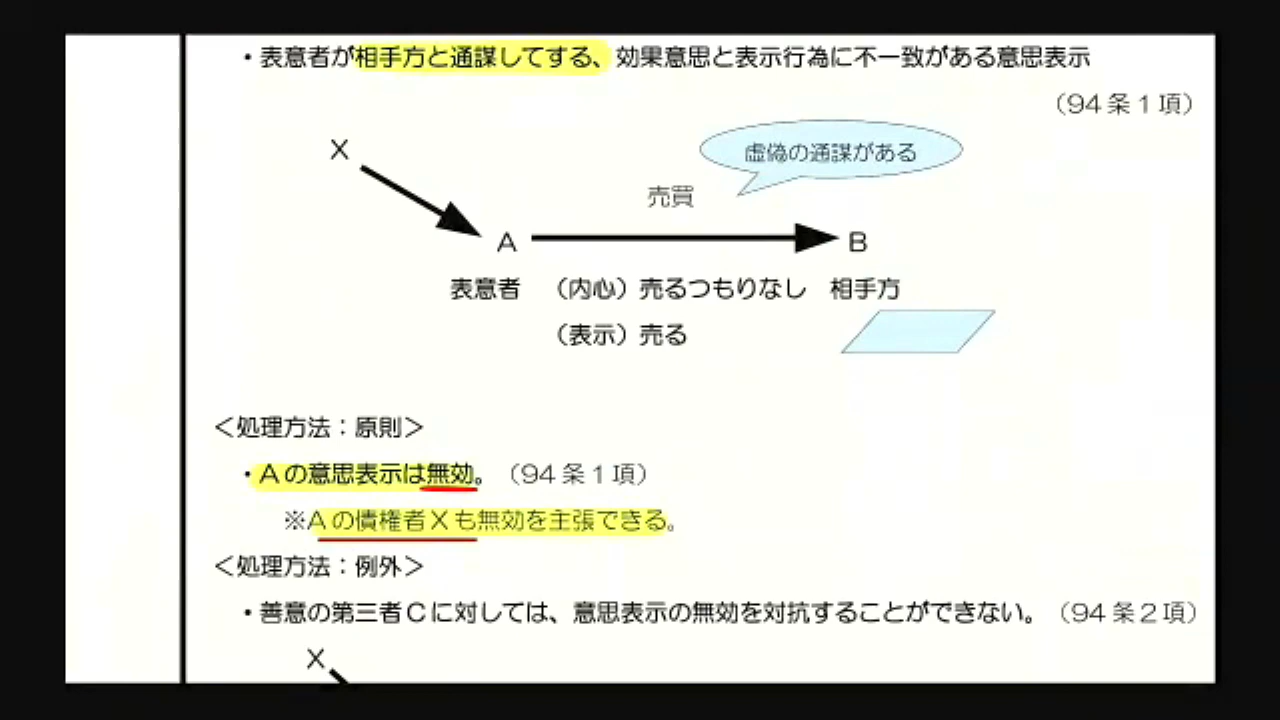 ・表意者が相手方と通謀してする、効果意思と表示行為に不一致がある意思表示
（94条1項）
X
虚偽の通謀がある
売買
A
B
表意者 （内心）売るつもりなし 相手方
（表示）売る
＜処理方法：原則＞
・Aの意思表示は無効。（94条1項）
※Aの債権者Xも無効を主張できる。
＜処理方法：例外＞
・善意の第三者Cに対しては、意思表示の無効を対抗することができない。（94条2項）
X